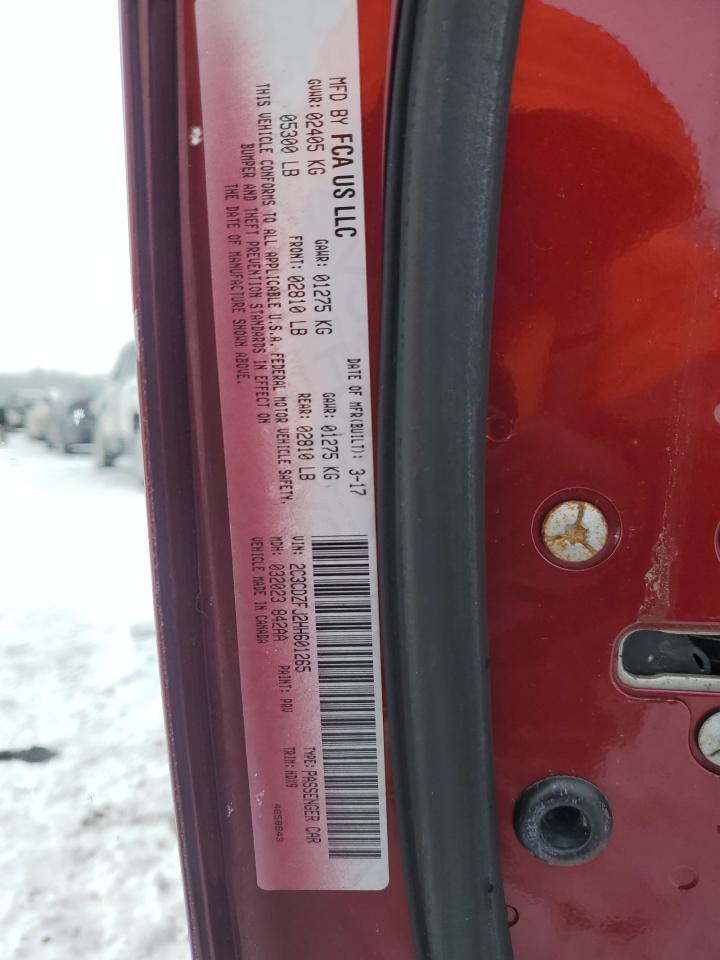 MFD BY FCA US LLC
DATE OF MFR(BUILT): 3-17
GVWR: 02405 KG GAWR: 01275 KG GAWR: 01275 KG
05300 LB FRONT: 02810 LB REAR: 02810 LB
THIS VEHICLE CONFORMS TO ALL APPLICABLE U.S.A. FEDERAL MOTOR VEHICLE SAFETY,
BUMPER AND THEFT PREVENTION STANDARDS IN EFFECT ON
THE DATE OF MANUFACTURE SHOWN ABOVE.
VIN: 2C3CDZFJ2HH601265
TYPE: PASSENGER CAR
MDH: 032023 842AA PAINT: PRV TRIM: HDX9
VEHICLE MADE IN CANADA
4658843